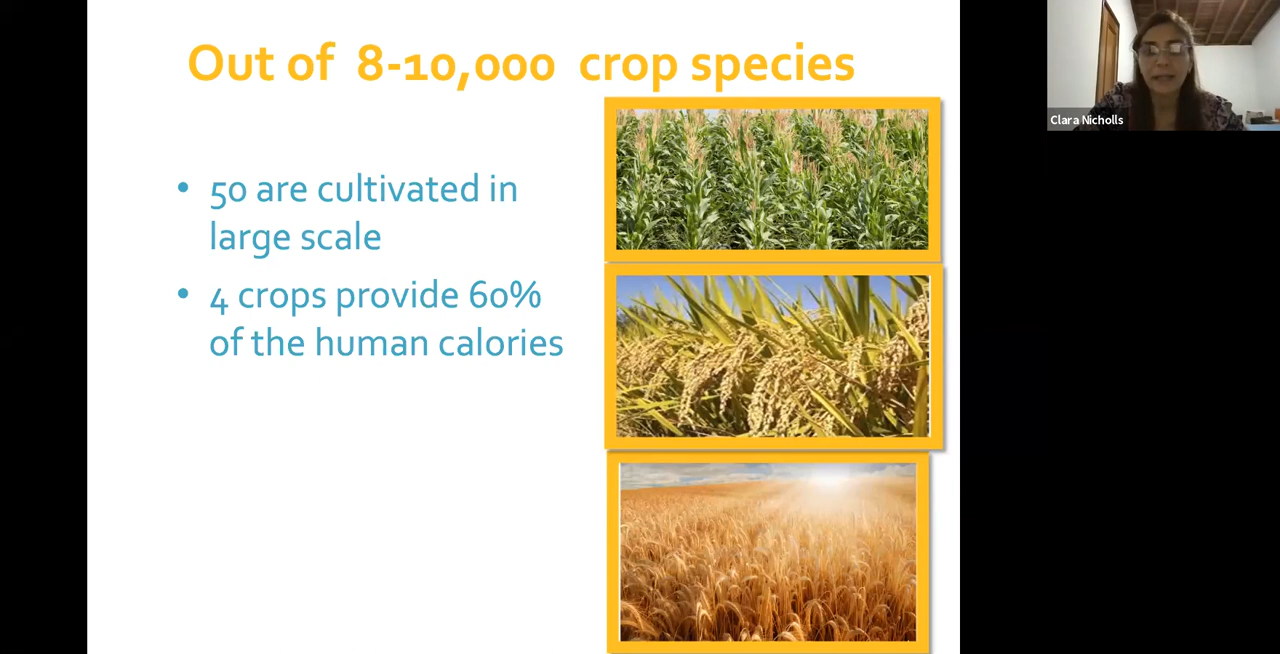 Out of 8-10,000 crop species
• 50 are cultivated in
large scale
• 4 crops provide 60%
of the human calories
Clara Nicholls